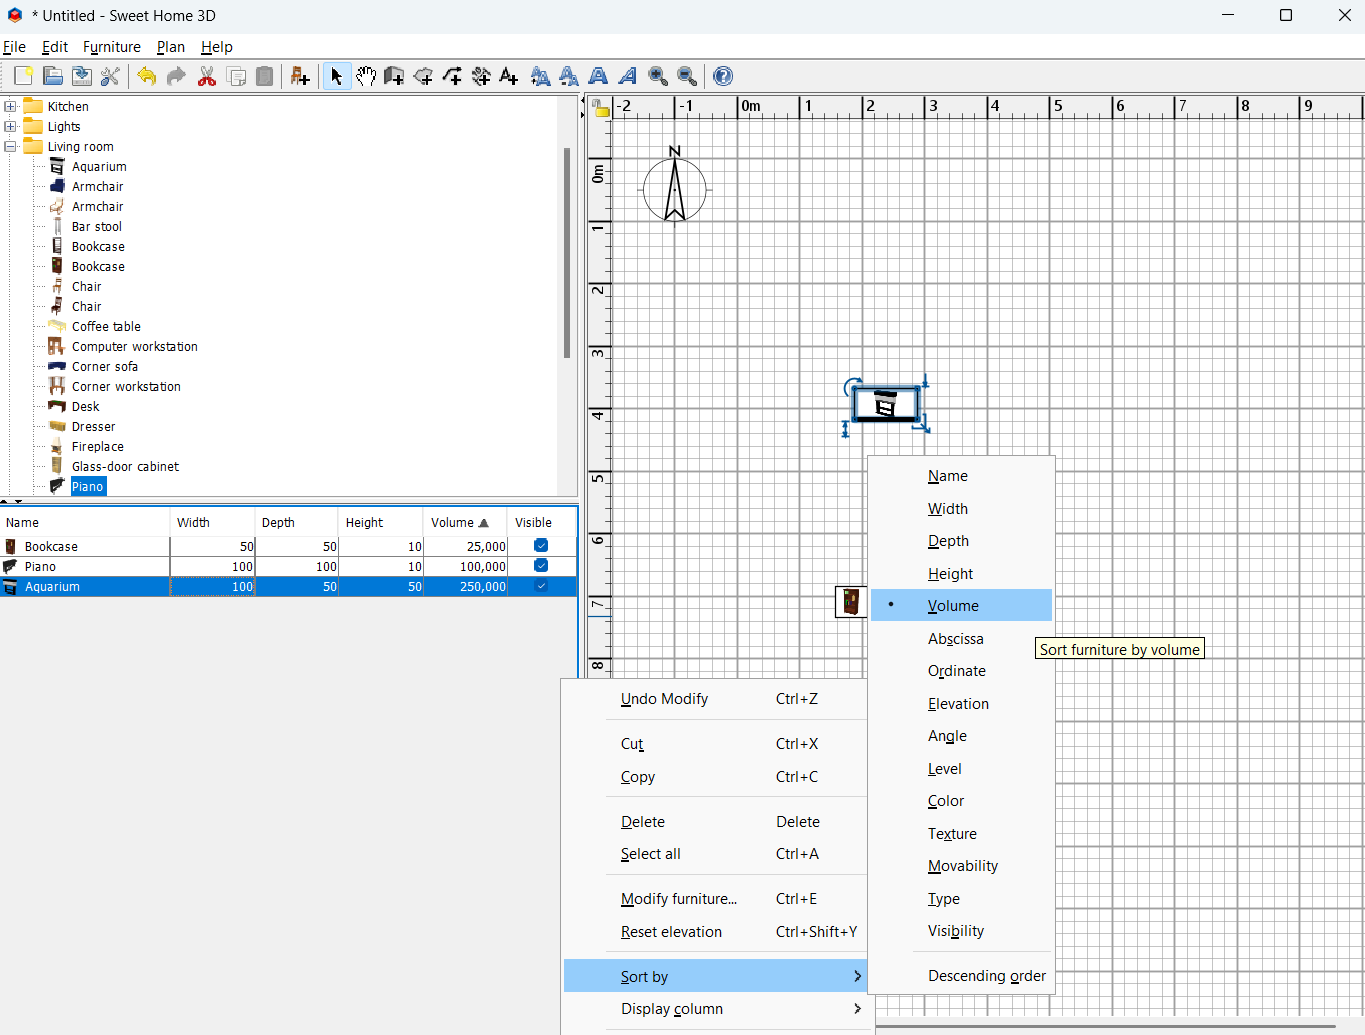 * Untitled - Sweet Home 3D
File Edit Furniture Plan Help
Kitchen
Lights
Living room
Aquarium
Armchair
Armchair
Bar stool
Bookcase
Bookcase
Chair
Chair
Coffee table
Computer workstation
Corner sofa
Corner workstation
Desk
Dresser
Fireplace
Glass-door cabinet
Piano
Name Width Depth Height Volume Visible
Bookcase 50 50 10 25,000
Piano 100 100 10 100,000
Aquarium 100 50 50 250,000
-2 -1 0m 1 2 3 4 5 6 7 8 9
0m
1
2
3
4
5
6
7
8
N
Undo Modify Ctrl+Z
Cut Ctrl+X
Copy Ctrl+C
Delete Delete
Select all Ctrl+A
Modify furniture... Ctrl+E
Reset elevation Ctrl+Shift+Y
Sort by
Display column
Name
Width
Depth
Height
Volume
Abscissa
Ordinate
Elevation
Angle
Level
Color
Texture
Movability
Type
Visibility
Descending order
Sort furniture by volume